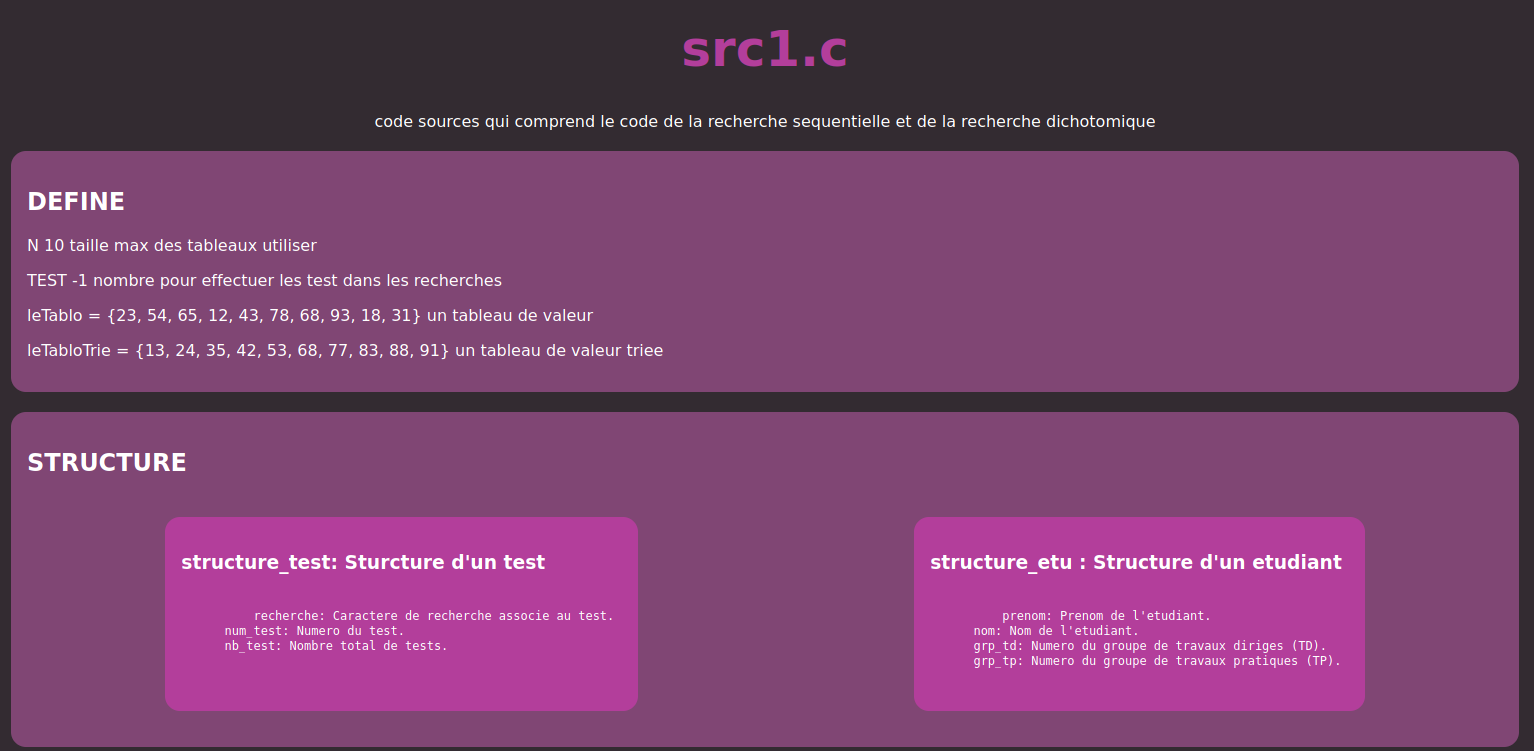 src1.c
code sources qui comprend le code de la recherche sequentielle et de la recherche dichotomique
DEFINE
N 10 taille max des tableaux utiliser
TEST -1 nombre pour effectuer les test dans les recherches
leTablo = {23, 54, 65, 12, 43, 78, 68, 93, 18, 31} un tableau de valeur
leTabloTrie = {13, 24, 35, 42, 53, 68, 77, 83, 88, 91} un tableau de valeur triee
STRUCTURE
structure_test: Sturcture d'un test
recherche: Caractere de recherche associe au test.
num_test: Numero du test.
nb_test: Nombre total de tests.
structure_etu : Structure d'un etudiant
prenom: Prenom de l'etudiant.
nom: Nom de l'etudiant.
grp_td: Numero du groupe de travaux diriges (TD).
grp_tp: Numero du groupe de travaux pratiques (TP).